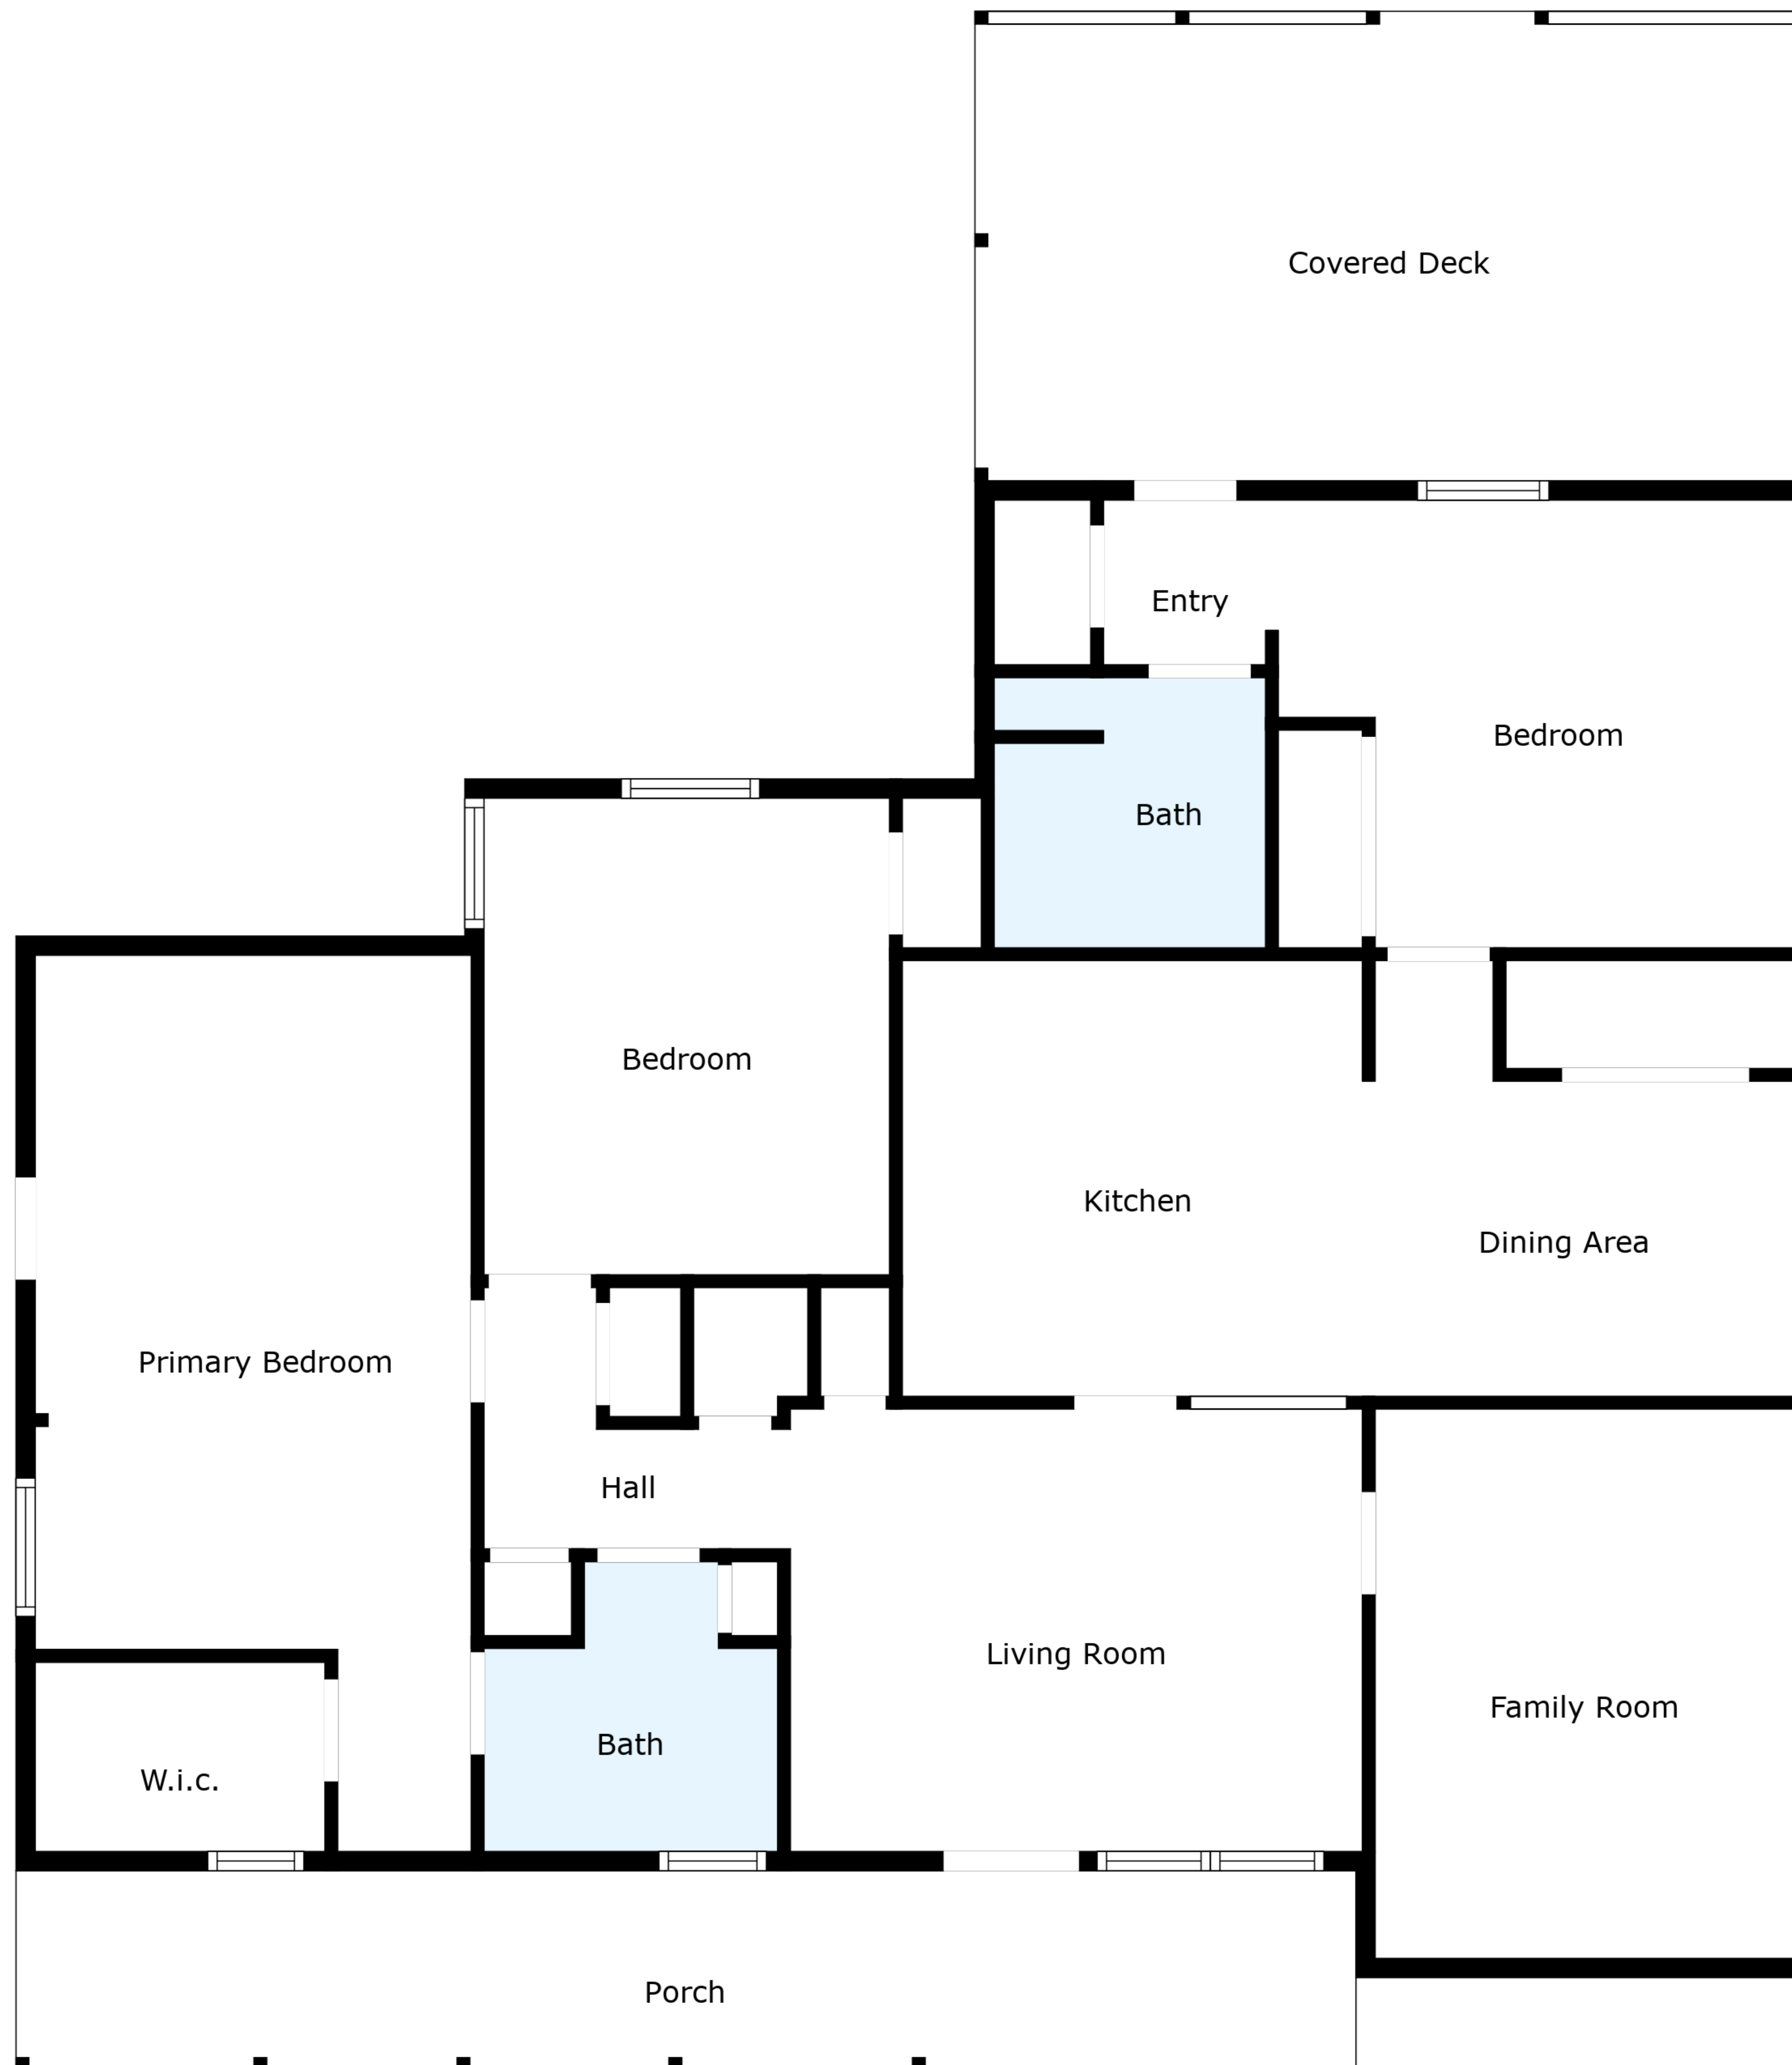 Covered Deck
Entry
Bedroom
Bath
Bedroom
Kitchen
Dining Area
Primary Bedroom
Hall
Living Room
Family Room
Bath
W.i.c.
Porch